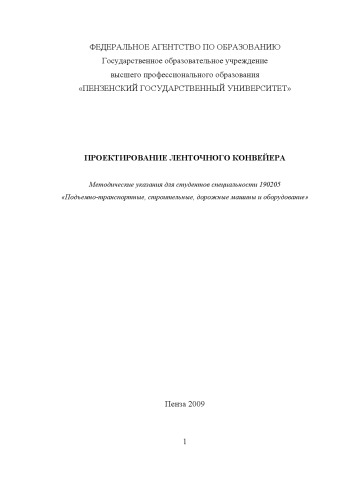 ФЕДЕРАЛЬНОЕ АГЕНТСТВО ПО ОБРАЗОВАНИЮ
Государственное образовательное учреждение
высшего профессионального образования
«ПЕНЗЕНСКИЙ ГОСУДАРСТВЕННЫЙ УНИВЕРСИТЕТ»
ПРОЕКТИРОВАНИЕ ЛЕНТОЧНОГО КОНВЕЙЕРА
Методические указания для студентов специальности 190205
«Подъемно-транспортные, строительные, дорожные машины и оборудование»
Пенза 2009
1